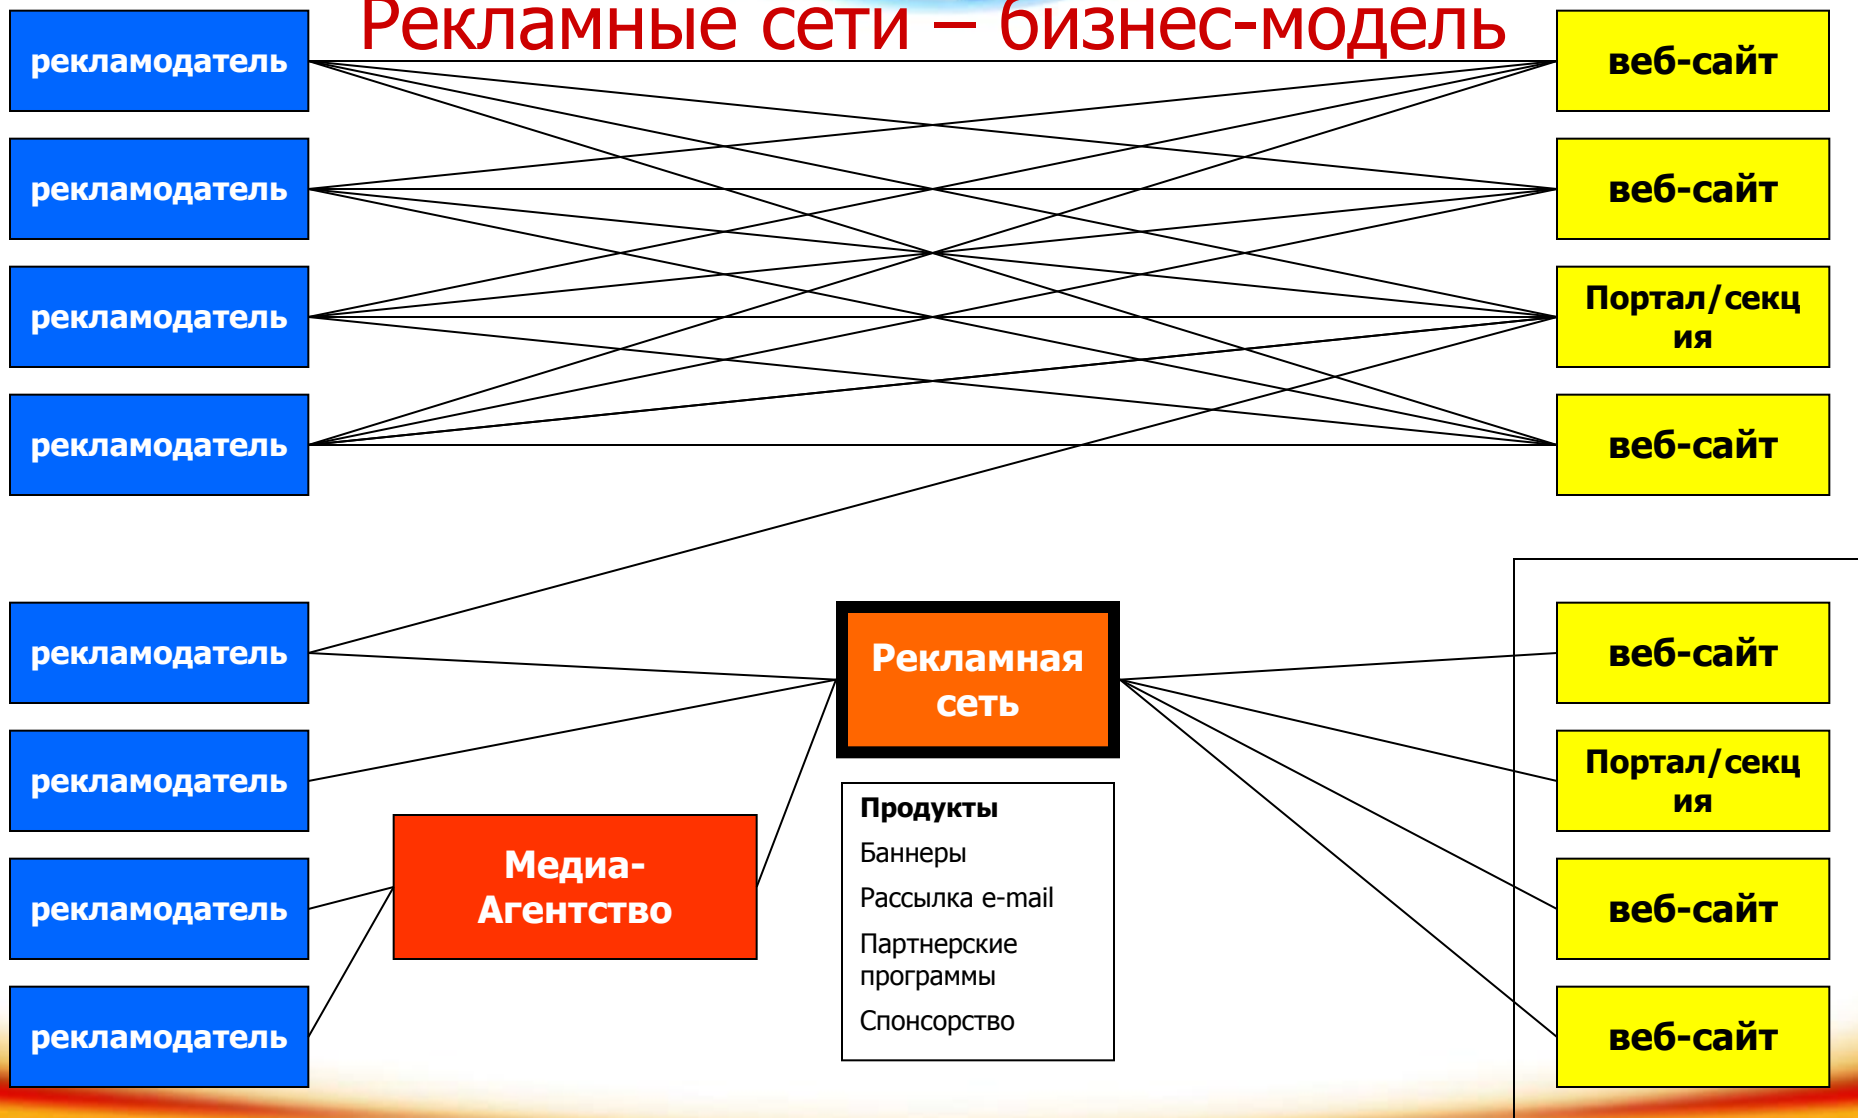 Рекламные сети – бизнес-модель
рекламодатель
веб-сайт
рекламодатель
веб-сайт
рекламодатель
Портал/секц
ия
рекламодатель
веб-сайт
рекламодатель
Рекламная
сеть
веб-сайт
рекламодатель
Портал/секц
ия
Продукты
Баннеры
Рассылка e-mail
Партнерские
программы
Спонсорство
Медиа-
Агентство
рекламодатель
веб-сайт
рекламодатель
веб-сайт